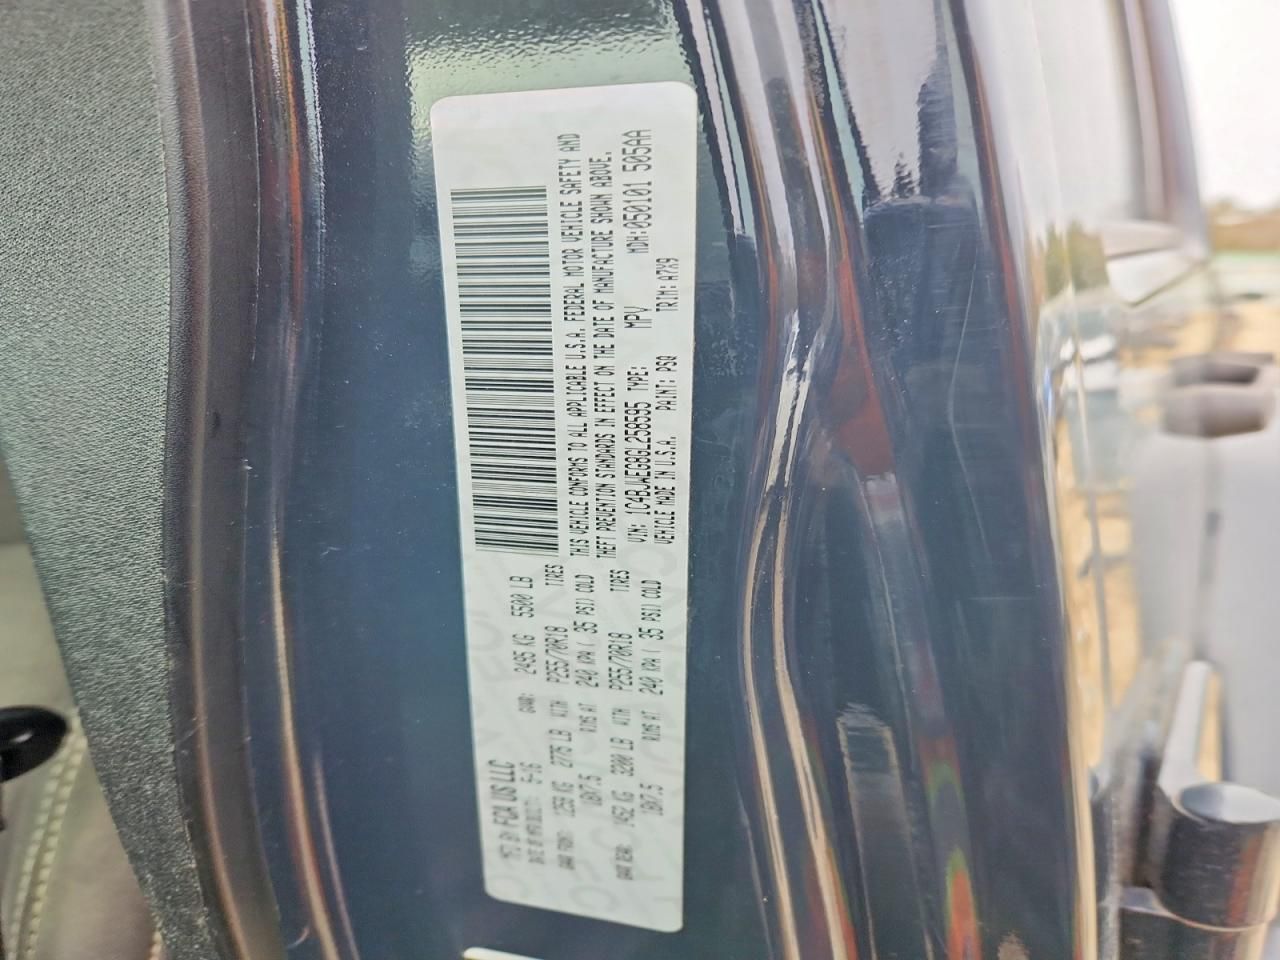 MFD BY FCA US LLC
DATE OF MFR: 5-16 GVWR: 2495 KG 5500 LB
GAWR FRONT: 1259 KG 2775 LB WITH P255/70R18 TIRES
18X7.5 RIMS AT 240 KPA ( 35 PSI) COLD
GAWR REAR: 1452 KG 3200 LB WITH P255/70R18 TIRES
18X7.5 RIMS AT 240 KPA ( 35 PSI) COLD
THIS VEHICLE CONFORMS TO ALL APPLICABLE U.S.A. FEDERAL MOTOR VEHICLE SAFETY AND
THEFT PREVENTION STANDARDS IN EFFECT ON THE DATE OF MANUFACTURE SHOWN ABOVE.
VIN: 1C4BJWEG8GL258595 TYPE: MPV MDH:050101 505AA
VEHICLE MADE IN U.S.A. PAINT: PSQ TRIM: A7X9